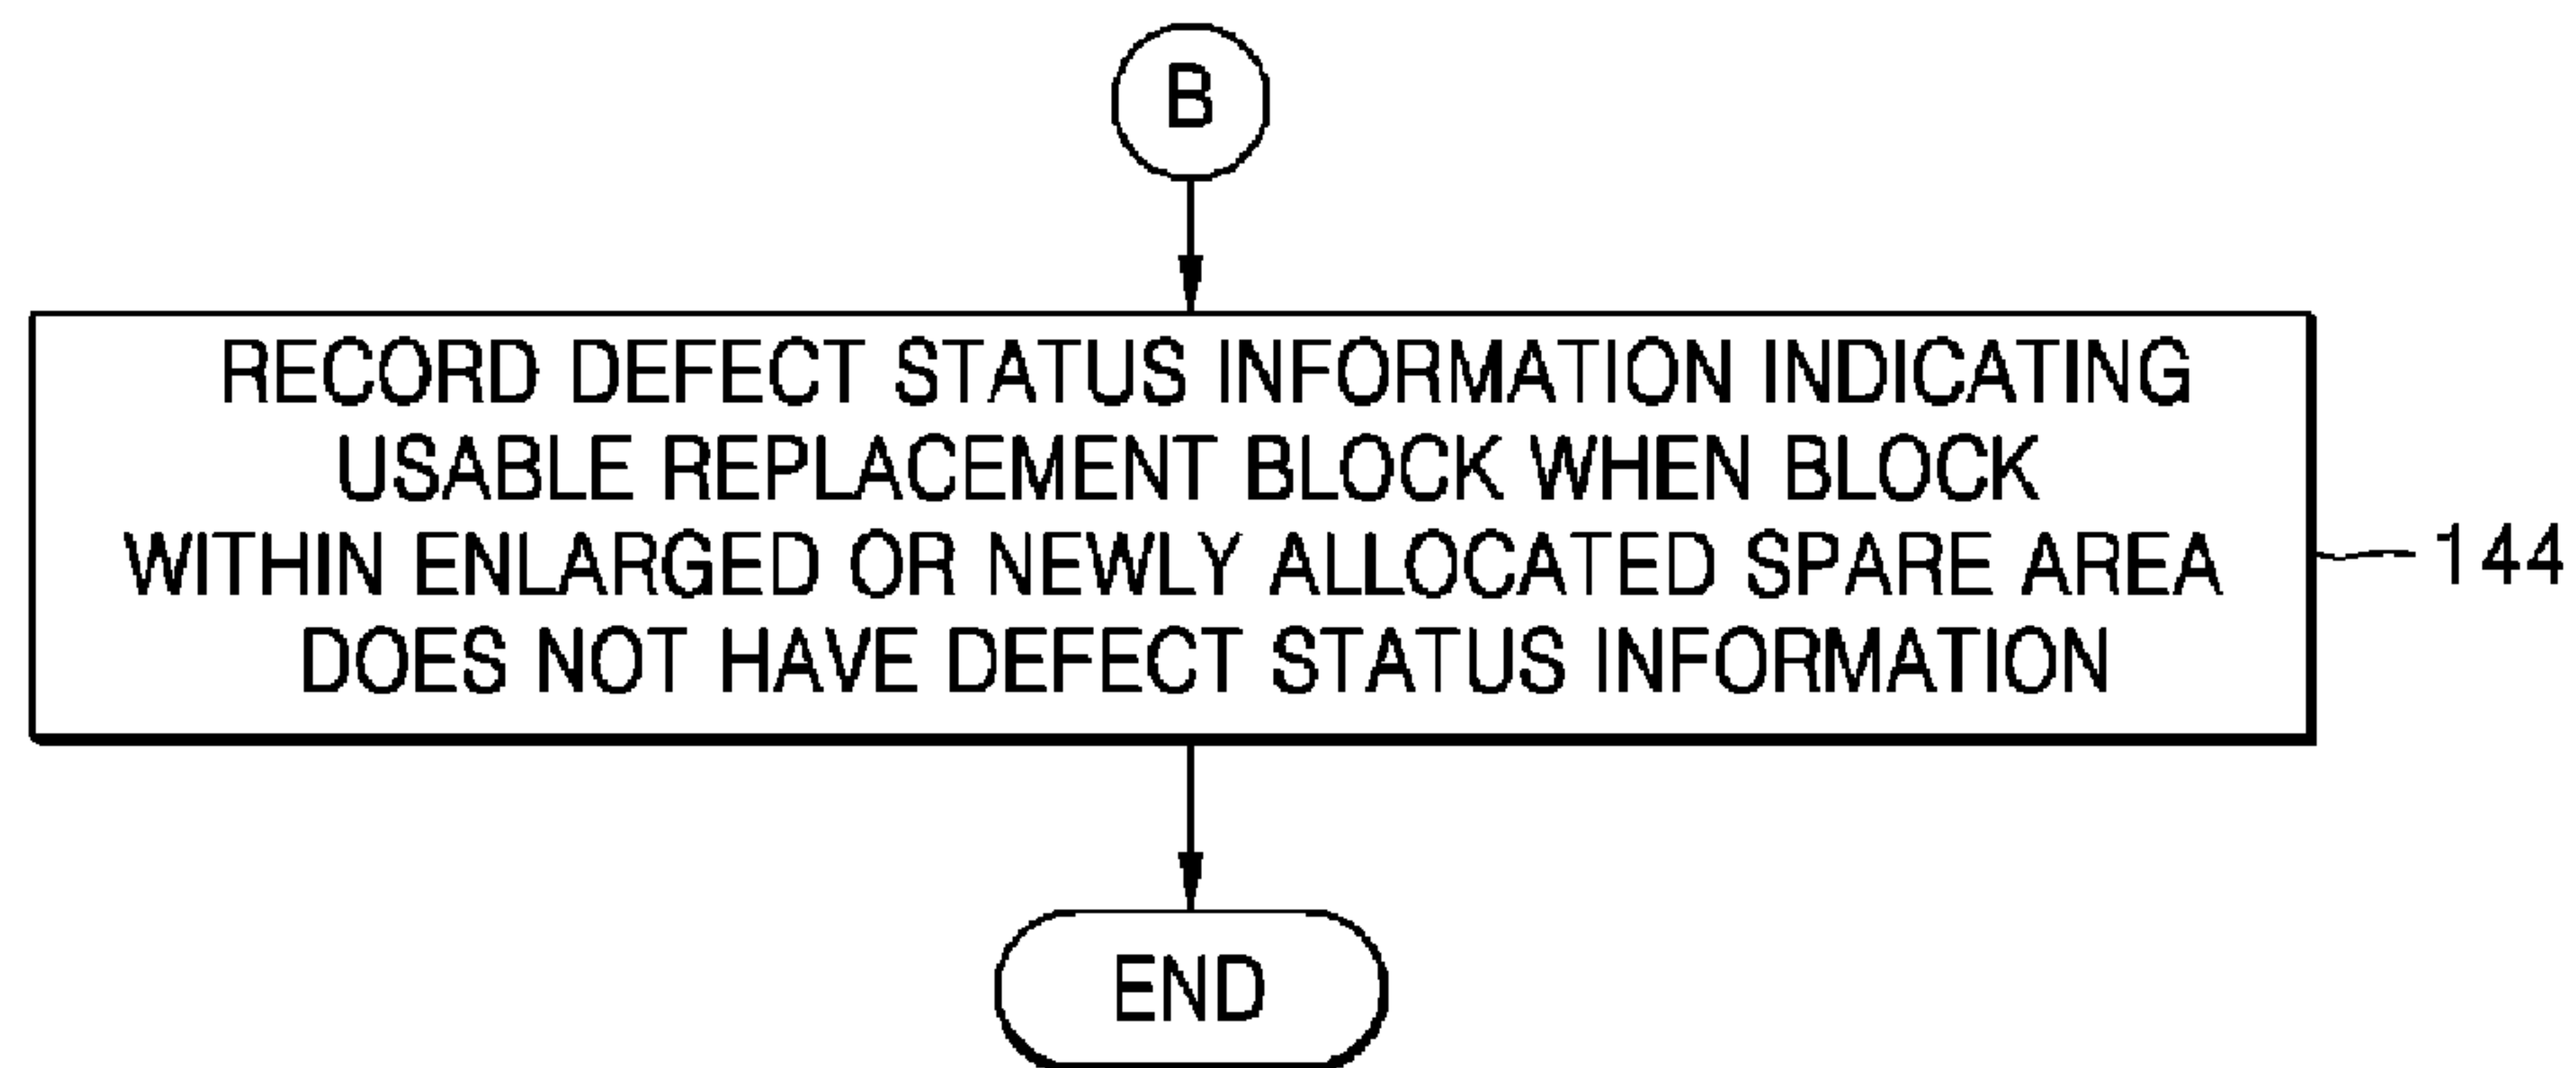 B
RECORD DEFECT STATUS INFORMATION INDICATING
USABLE REPLACEMENT BLOCK WHEN BLOCK
WITHIN ENLARGED OR NEWLY ALLOCATED SPARE AREA
DOES NOT HAVE DEFECT STATUS INFORMATION
144
END